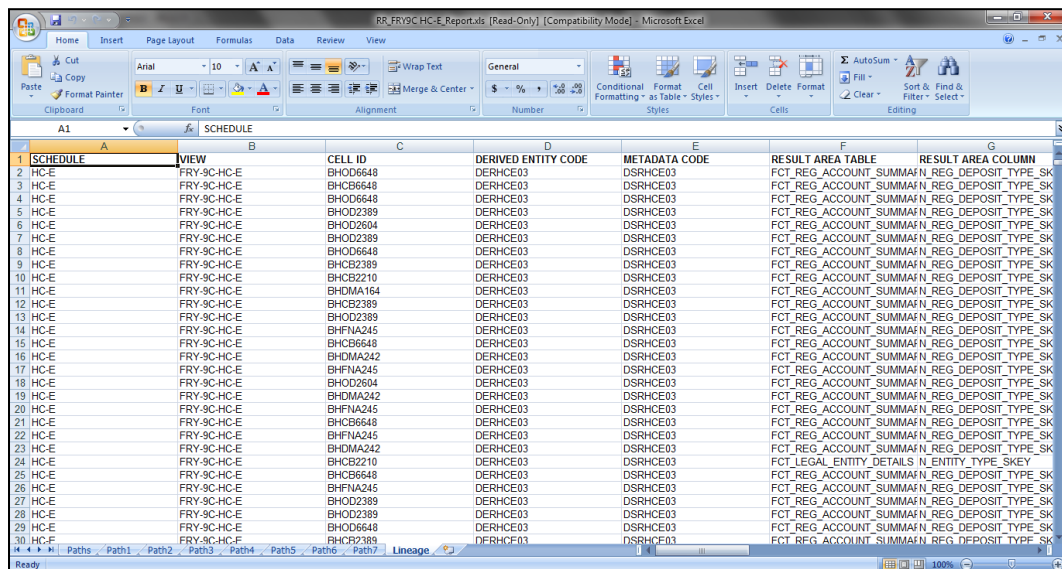 RR_FRY9C HC-E_Report.xls [Read-Only] [Compatibility Mode] - Microsoft Excel
Home Insert Page Layout Formulas Data Review View
Cut Arial 10 A A Wrap Text General Σ AutoSum
Copy Fill
Paste Format Painter B I U A Merge & Center $ % , .0 .00 .00 .0 Conditional Formatting Format as Table Cell Styles Insert Delete Format Clear Sort & Filter Find & Select
Clipboard Font Alignment Number Styles Cells Editing
A1 fx SCHEDULE
A B C D E F G
1 SCHEDULE VIEW CELL ID DERIVED ENTITY CODE METADATA CODE RESULT AREA TABLE RESULT AREA COLUMN
2 HC-E FRY-9C-HC-E BHOD6648 DERHCE03 DSRHCE03 FCT_REG_ACCOUNT_SUMMAR N_REG_DEPOSIT_TYPE_SK
3 HC-E FRY-9C-HC-E BHCB6648 DERHCE03 DSRHCE03 FCT_REG_ACCOUNT_SUMMAR N_REG_DEPOSIT_TYPE_SK
4 HC-E FRY-9C-HC-E BHOD6648 DERHCE03 DSRHCE03 FCT_REG_ACCOUNT_SUMMAR N_REG_DEPOSIT_TYPE_SK
5 HC-E FRY-9C-HC-E BHOD2389 DERHCE03 DSRHCE03 FCT_REG_ACCOUNT_SUMMAR N_REG_DEPOSIT_TYPE_SK
6 HC-E FRY-9C-HC-E BHOD2604 DERHCE03 DSRHCE03 FCT_REG_ACCOUNT_SUMMAR N_REG_DEPOSIT_TYPE_SK
7 HC-E FRY-9C-HC-E BHOD2389 DERHCE03 DSRHCE03 FCT_REG_ACCOUNT_SUMMAR N_REG_DEPOSIT_TYPE_SK
8 HC-E FRY-9C-HC-E BHOD6648 DERHCE03 DSRHCE03 FCT_REG_ACCOUNT_SUMMAR N_REG_DEPOSIT_TYPE_SK
9 HC-E FRY-9C-HC-E BHCB2389 DERHCE03 DSRHCE03 FCT_REG_ACCOUNT_SUMMAR N_REG_DEPOSIT_TYPE_SK
10 HC-E FRY-9C-HC-E BHCB2210 DERHCE03 DSRHCE03 FCT_REG_ACCOUNT_SUMMAR N_REG_DEPOSIT_TYPE_SK
11 HC-E FRY-9C-HC-E BHDMA164 DERHCE03 DSRHCE03 FCT_REG_ACCOUNT_SUMMAR N_REG_DEPOSIT_TYPE_SK
12 HC-E FRY-9C-HC-E BHCB2389 DERHCE03 DSRHCE03 FCT_REG_ACCOUNT_SUMMAR N_REG_DEPOSIT_TYPE_SK
13 HC-E FRY-9C-HC-E BHOD2389 DERHCE03 DSRHCE03 FCT_REG_ACCOUNT_SUMMAR N_REG_DEPOSIT_TYPE_SK
14 HC-E FRY-9C-HC-E BHFNA245 DERHCE03 DSRHCE03 FCT_REG_ACCOUNT_SUMMAR N_REG_DEPOSIT_TYPE_SK
15 HC-E FRY-9C-HC-E BHCB6648 DERHCE03 DSRHCE03 FCT_REG_ACCOUNT_SUMMAR N_REG_DEPOSIT_TYPE_SK
16 HC-E FRY-9C-HC-E BHDMA242 DERHCE03 DSRHCE03 FCT_REG_ACCOUNT_SUMMAR N_REG_DEPOSIT_TYPE_SK
17 HC-E FRY-9C-HC-E BHFNA245 DERHCE03 DSRHCE03 FCT_REG_ACCOUNT_SUMMAR N_REG_DEPOSIT_TYPE_SK
18 HC-E FRY-9C-HC-E BHOD2604 DERHCE03 DSRHCE03 FCT_REG_ACCOUNT_SUMMAR N_REG_DEPOSIT_TYPE_SK
19 HC-E FRY-9C-HC-E BHDMA242 DERHCE03 DSRHCE03 FCT_REG_ACCOUNT_SUMMAR N_REG_DEPOSIT_TYPE_SK
20 HC-E FRY-9C-HC-E BHFNA245 DERHCE03 DSRHCE03 FCT_REG_ACCOUNT_SUMMAR N_REG_DEPOSIT_TYPE_SK
21 HC-E FRY-9C-HC-E BHCB6648 DERHCE03 DSRHCE03 FCT_REG_ACCOUNT_SUMMAR N_REG_DEPOSIT_TYPE_SK
22 HC-E FRY-9C-HC-E BHFNA245 DERHCE03 DSRHCE03 FCT_REG_ACCOUNT_SUMMAR N_REG_DEPOSIT_TYPE_SK
23 HC-E FRY-9C-HC-E BHDMA242 DERHCE03 DSRHCE03 FCT_REG_ACCOUNT_SUMMAR N_REG_DEPOSIT_TYPE_SK
24 HC-E FRY-9C-HC-E BHCB2210 DERHCE03 DSRHCE03 FCT_LEGAL_ENTITY_DETAILS N_ENTITY_TYPE_SKEY
25 HC-E FRY-9C-HC-E BHCB6648 DERHCE03 DSRHCE03 FCT_REG_ACCOUNT_SUMMAR N_REG_DEPOSIT_TYPE_SK
26 HC-E FRY-9C-HC-E BHFNA245 DERHCE03 DSRHCE03 FCT_REG_ACCOUNT_SUMMAR N_REG_DEPOSIT_TYPE_SK
27 HC-E FRY-9C-HC-E BHOD2389 DERHCE03 DSRHCE03 FCT_REG_ACCOUNT_SUMMAR N_REG_DEPOSIT_TYPE_SK
28 HC-E FRY-9C-HC-E BHOD2389 DERHCE03 DSRHCE03 FCT_REG_ACCOUNT_SUMMAR N_REG_DEPOSIT_TYPE_SK
29 HC-E FRY-9C-HC-E BHOD6648 DERHCE03 DSRHCE03 FCT_REG_ACCOUNT_SUMMAR N_REG_DEPOSIT_TYPE_SK
30 HC-E FRY-9C-HC-E BHCB2389 DERHCE03 DSRHCE03 FCT_REG_ACCOUNT_SUMMAR N_REG_DEPOSIT_TYPE_SK
Paths Path1 Path2 Path3 Path4 Path5 Path6 Path7 Lineage
Ready 100%